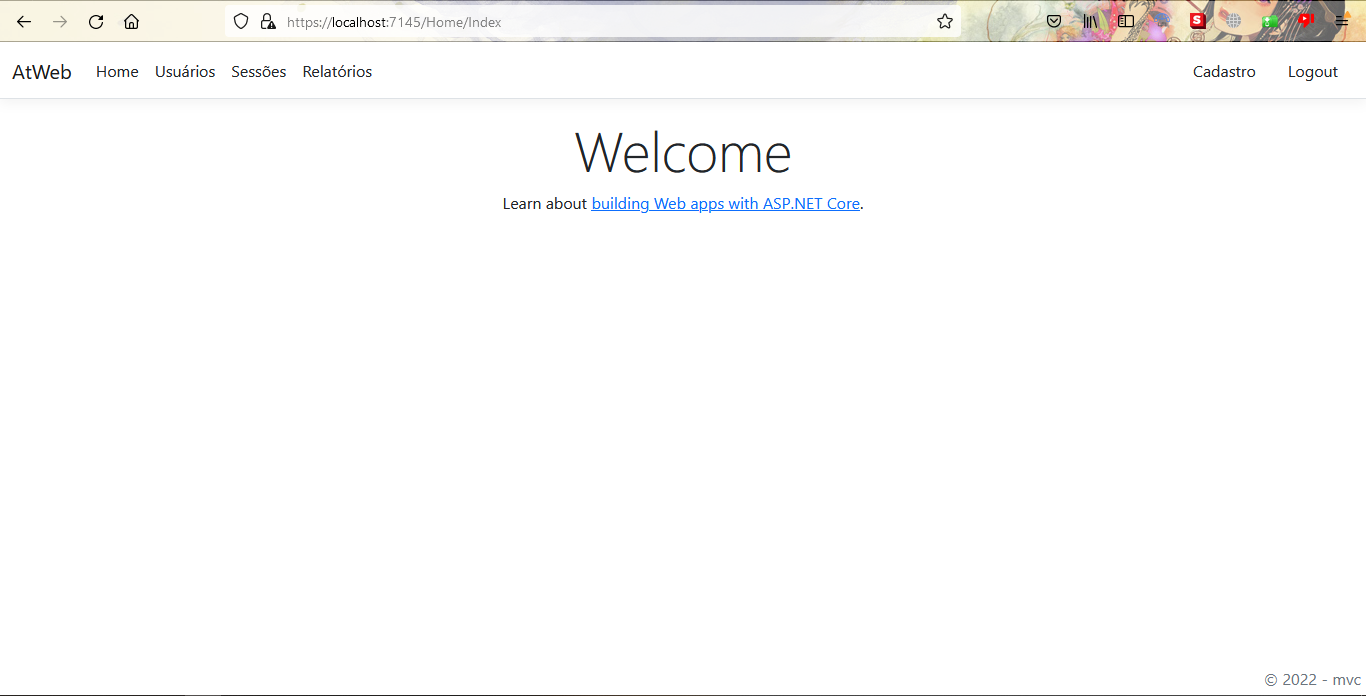 https://localhost:7145/Home/Index
AtWeb Home Usuários Sessões Relatórios Cadastro Logout
Welcome
Learn about building Web apps with ASP.NET Core.
© 2022 - mvc